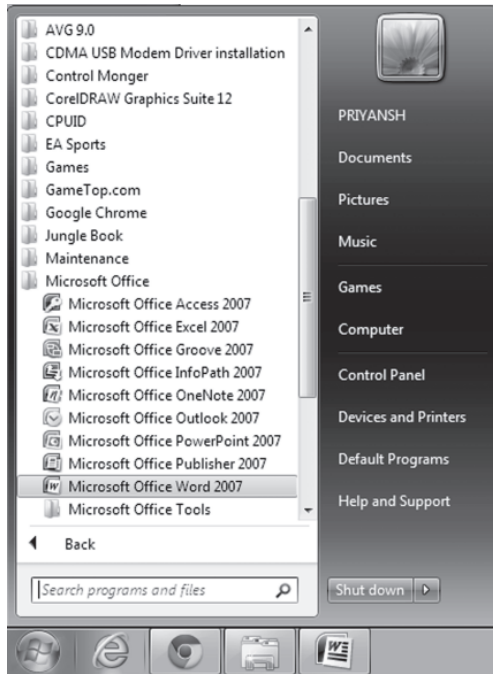 AVG 9.0
CDMA USB Modem Driver installation
Control Monger
CorelDRAW Graphics Suite 12
CPUID
EA Sports
Games
GameTop.com
Google Chrome
Jungle Book
Maintenance
Microsoft Office
Microsoft Office Access 2007
Microsoft Office Excel 2007
Microsoft Office Groove 2007
Microsoft Office InfoPath 2007
Microsoft Office OneNote 2007
Microsoft Office Outlook 2007
Microsoft Office PowerPoint 2007
Microsoft Office Publisher 2007
Microsoft Office Word 2007
Microsoft Office Tools
Back
Search programs and files
PRIYANSH
Documents
Pictures
Music
Games
Computer
Control Panel
Devices and Printers
Default Programs
Help and Support
Shut down